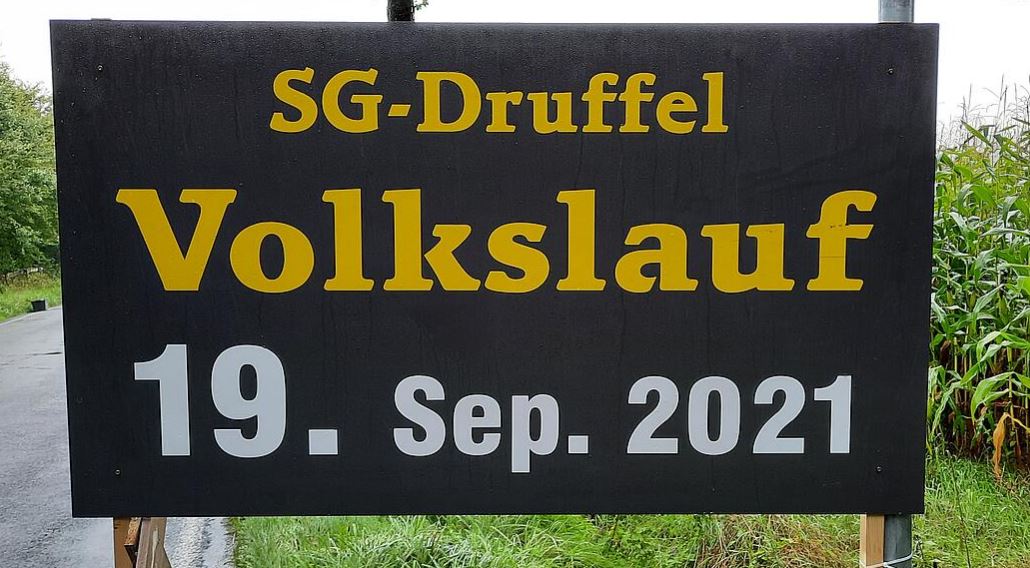 SG-Druffel
Volkslauf
19. Sep. 2021